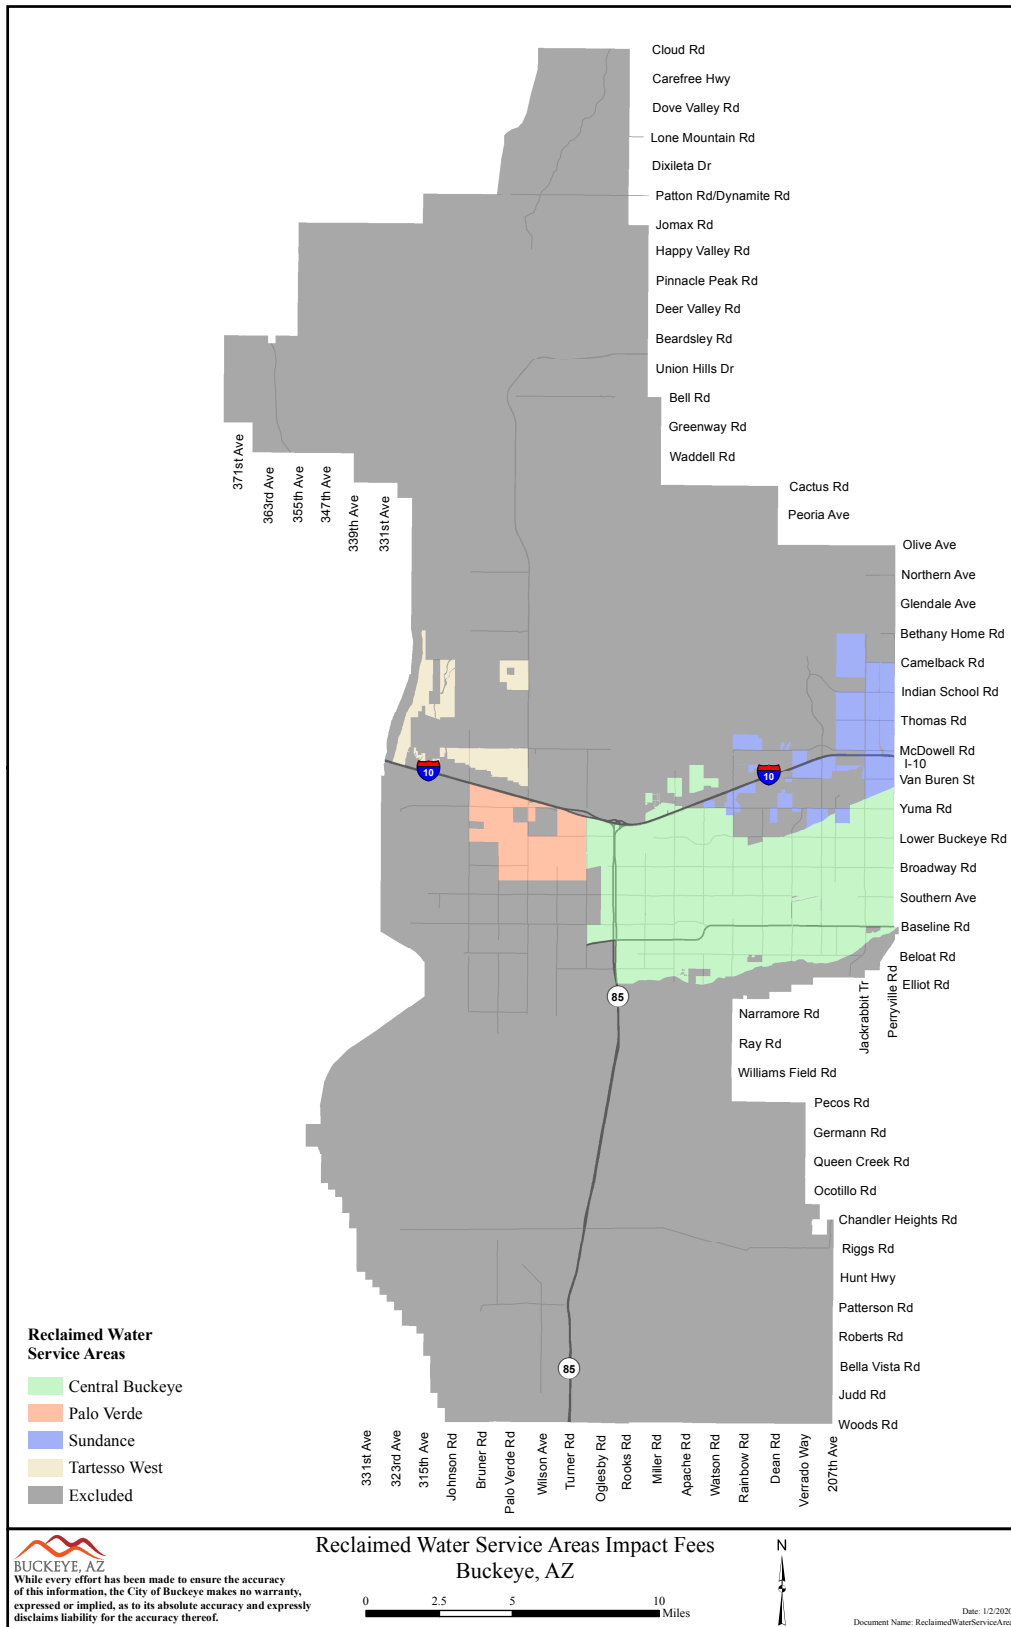 Cloud Rd
Carefree Hwy
Dove Valley Rd
Lone Mountain Rd
Dixileta Dr
Patton Rd/Dynamite Rd
Jomax Rd
Happy Valley Rd
Pinnacle Peak Rd
Deer Valley Rd
Beardsley Rd
Union Hills Dr
Bell Rd
Greenway Rd
Waddell Rd
371st Ave
363rd Ave
355th Ave
347th Ave
339th Ave
331st Ave
Cactus Rd
Peoria Ave
Olive Ave
Northern Ave
Glendale Ave
Bethany Home Rd
Camelback Rd
Indian School Rd
Thomas Rd
McDowell Rd
I-10
10
10
Van Buren St
Yuma Rd
Lower Buckeye Rd
Broadway Rd
Southern Ave
Baseline Rd
Beloat Rd
Elliot Rd
Jackrabbit Tr
Perryville Rd
85
Narramore Rd
Ray Rd
Williams Field Rd
Pecos Rd
Germann Rd
Queen Creek Rd
Ocotillo Rd
Chandler Heights Rd
Riggs Rd
Hunt Hwy
Patterson Rd
Roberts Rd
85
Bella Vista Rd
Judd Rd
Woods Rd
Reclaimed Water
Service Areas
Central Buckeye
Palo Verde
Sundance
Tartesso West
Excluded
331st Ave
323rd Ave
315th Ave
Johnson Rd
Bruner Rd
Palo Verde Rd
Wilson Ave
Turner Rd
Oglesby Rd
Rooks Rd
Miller Rd
Apache Rd
Watson Rd
Rainbow Rd
Dean Rd
Verrado Way
207th Ave
BUCKEYE, AZ
While every effort has been made to ensure the accuracy
of this information, the City of Buckeye makes no warranty,
expressed or implied, as to its absolute accuracy and expressly
disclaims liability for the accuracy thereof.
Reclaimed Water Service Areas Impact Fees
Buckeye, AZ
0 2.5 5 10
Miles
N
Date: 1/2/2020
Document Name: ReclaimedWaterServiceArea